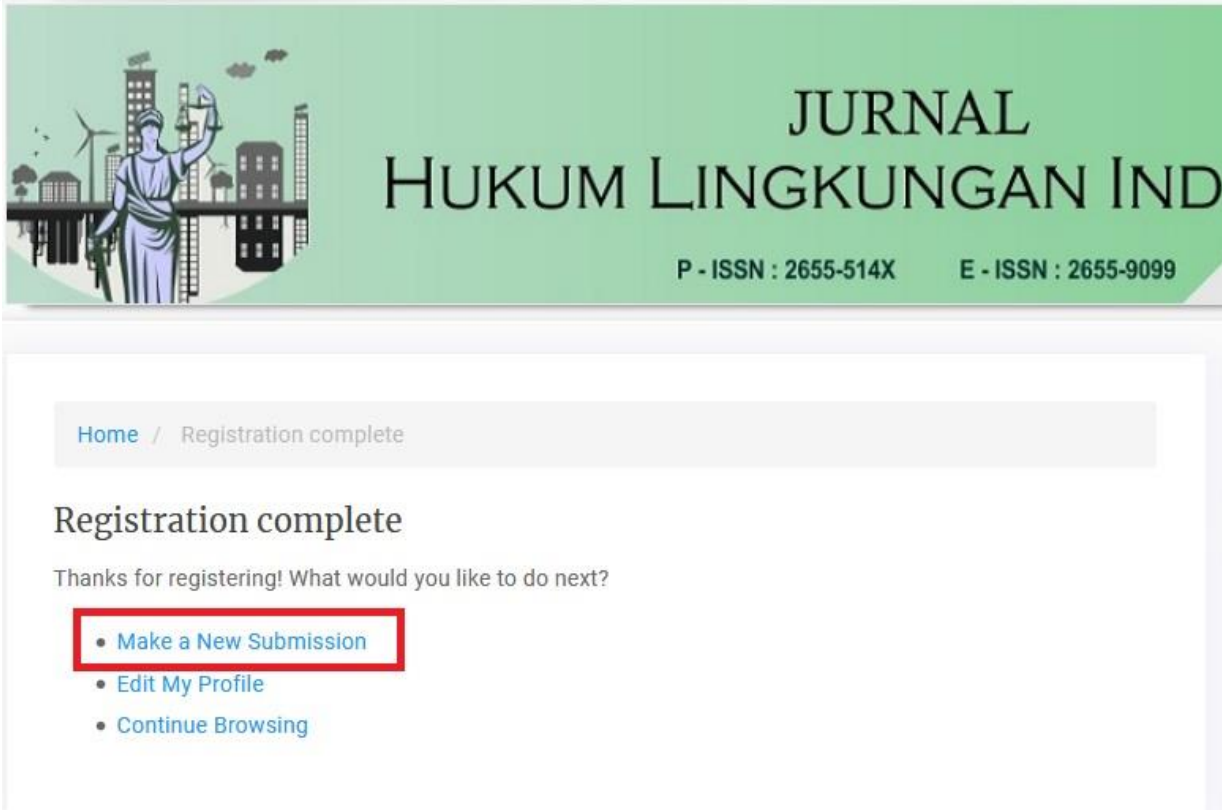 JURNAL
HUKUM LINGKUNGAN IND
P - ISSN : 2655-514X E - ISSN : 2655-9099
Home / Registration complete
Registration complete
Thanks for registering! What would you like to do next?
• Make a New Submission
• Edit My Profile
• Continue Browsing